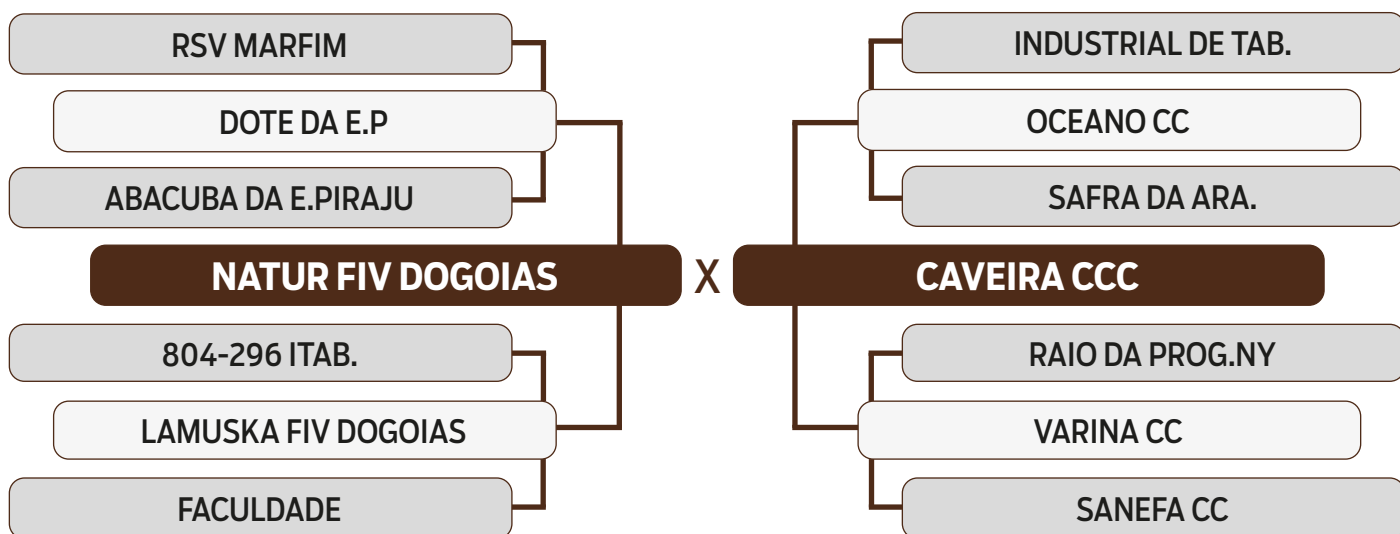 RSV MARFIM
DOTE DA E.P
ABACUBA DA E.PIRAJU
NATUR FIV DOGOIAS
804-296 ITAB.
LAMUSKA FIV DOGOIAS
FACULDADE
X
INDUSTRIAL DE TAB.
OCEANO CC
SAFRA DA ARA.
CAVEIRA CCC
RAIO DA PROG.NY
VARINA CC
SANEFA CC